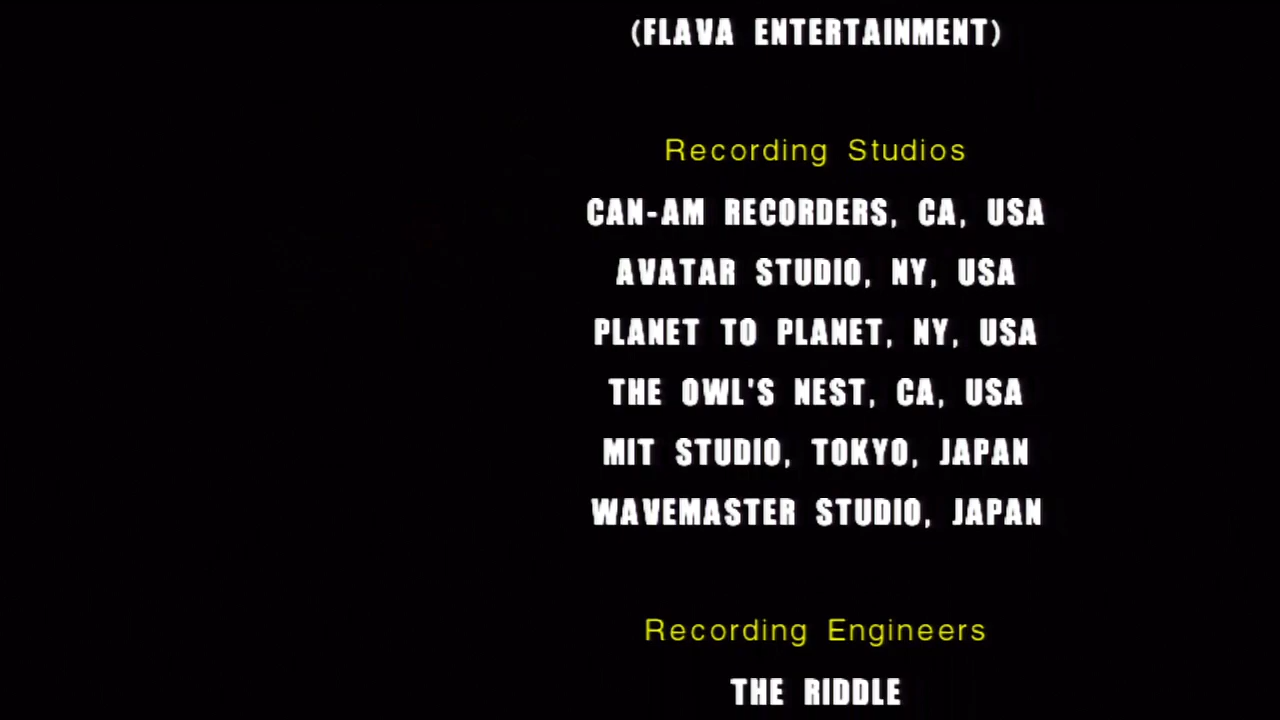 (FLAVA ENTERTAINMENT)
Recording Studios
CAN-AM RECORDERS, CA, USA
AVATAR STUDIO, NY, USA
PLANET TO PLANET, NY, USA
THE OWL'S NEST, CA, USA
MIT STUDIO, TOKYO, JAPAN
WAVEMASTER STUDIO, JAPAN
Recording Engineers
THE RIDDLE